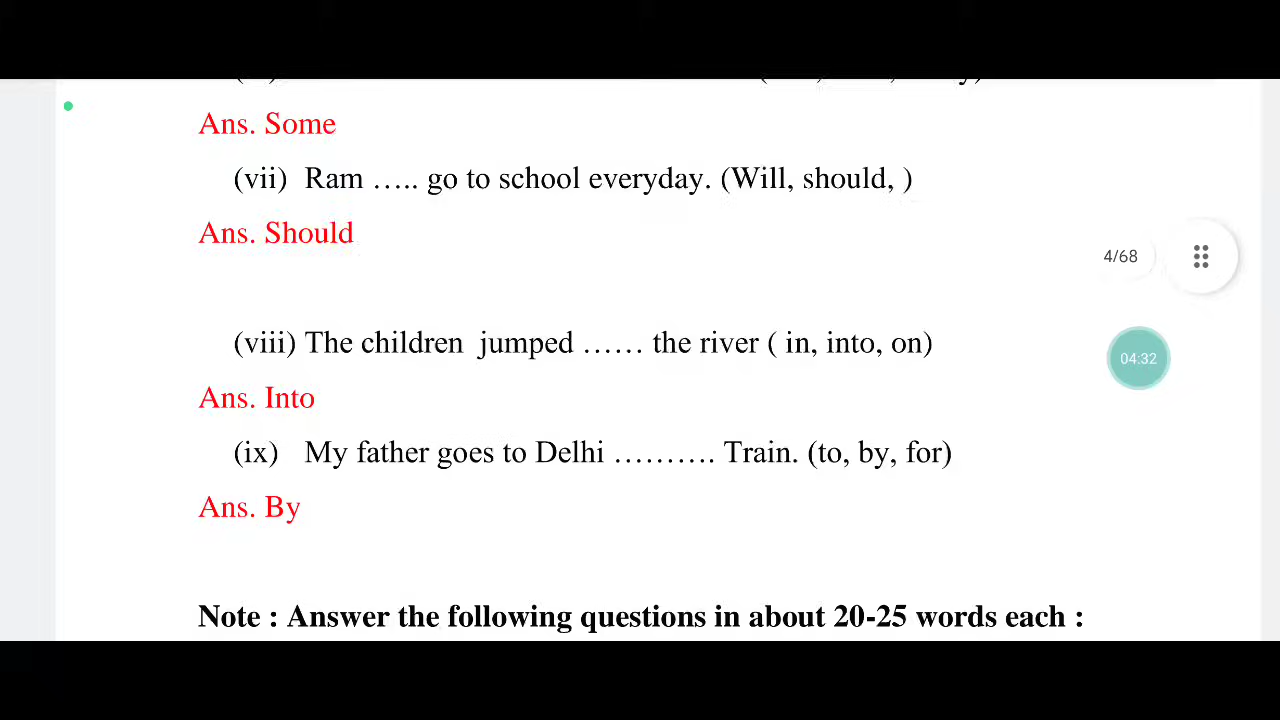 Ans. Some
(vii) Ram ….. go to school everyday. (Will, should, )
Ans. Should
4/68
(viii) The children jumped …… the river ( in, into, on)
04:32
Ans. Into
(ix) My father goes to Delhi ………. Train. (to, by, for)
Ans. By
Note : Answer the following questions in about 20-25 words each :